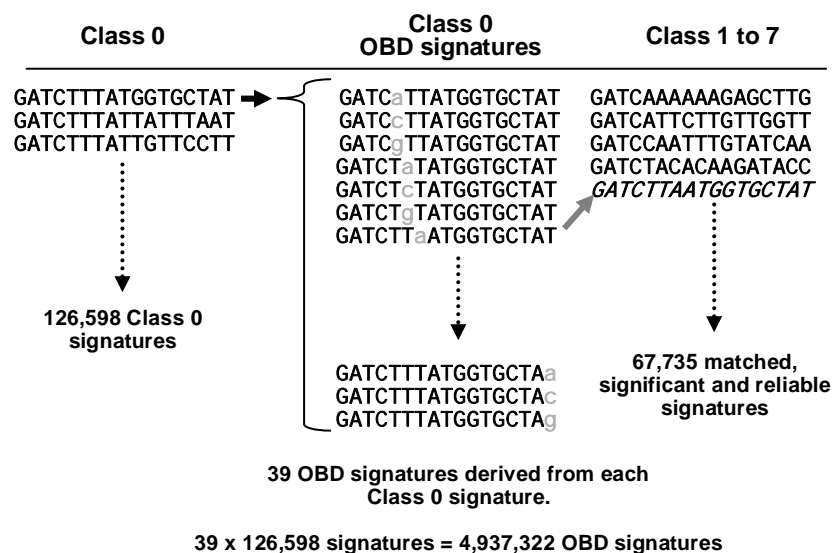 Class 0
Class 0
OBD signatures
Class 1 to 7
GATCTTTATGGTGCTAT
GATCTTTATTATTTAAT
GATCTTTATTGTTCCTT
126,598 Class 0
signatures
GATCaTTATGGTGCTAT
GATCcTTATGGTGCTAT
GATCgTTATGGTGCTAT
GATCTaTATGGTGCTAT
GATCTcTATGGTGCTAT
GATCTgTATGGTGCTAT
GATCTTaATGGTGCTAT
GATCTTTATGGTGCTAa
GATCTTTATGGTGCTAc
GATCTTTATGGTGCTAg
GATCAAAAAAGAGCTTG
GATCATTCTTGTTGGTT
GATCCAATTTGTATCAA
GATCTACACAAGATACC
GATCTTAATGGTGCTAT
67,735 matched,
significant and reliable
signatures
39 OBD signatures derived from each
Class 0 signature.
39 x 126,598 signatures = 4,937,322 OBD signatures